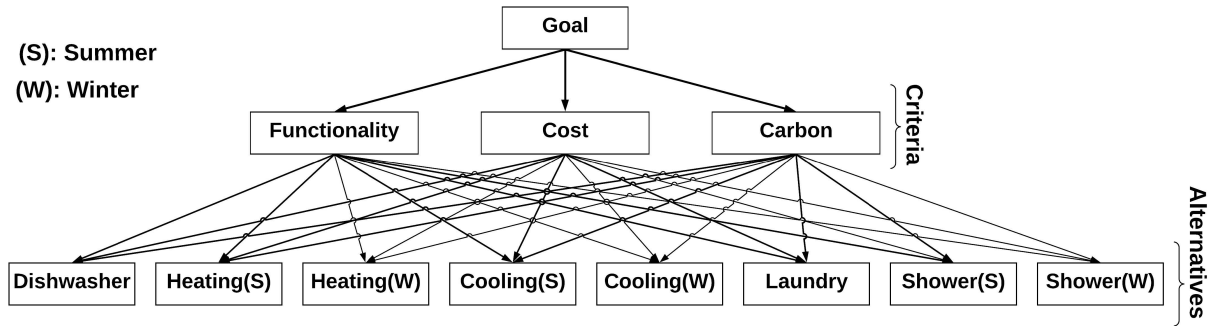 Goal
(S): Summer
(W): Winter
Functionality
Cost
Carbon
Criteria
Alternatives
Dishwasher
Heating(S)
Heating(W)
Cooling(S)
Cooling(W)
Laundry
Shower(S)
Shower(W)